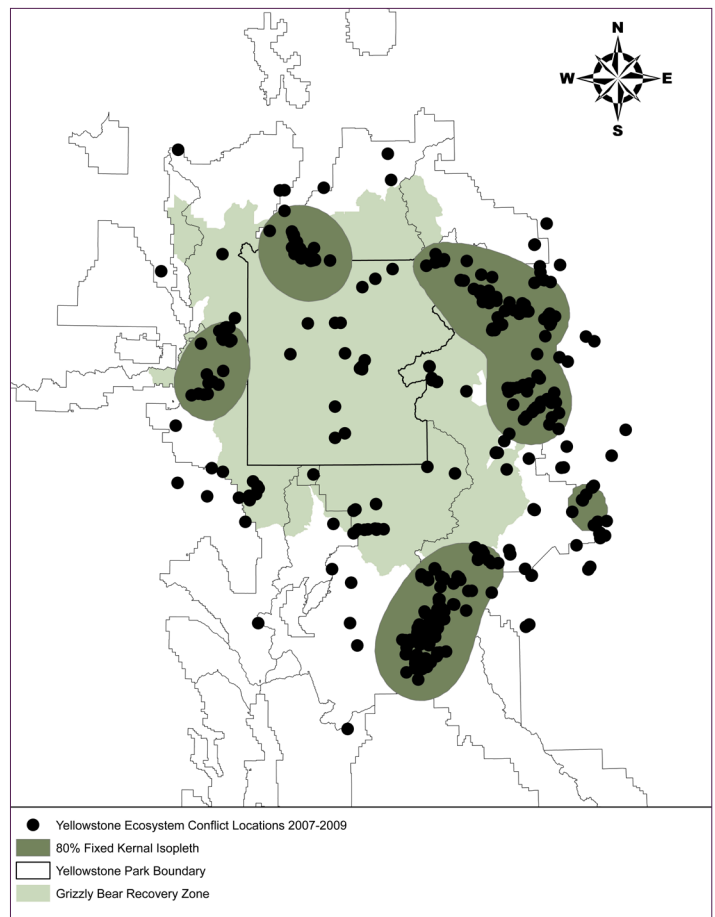 N
W E
S
Yellowstone Ecosystem Conflict Locations 2007-2009
80% Fixed Kernal Isopleth
Yellowstone Park Boundary
Grizzly Bear Recovery Zone